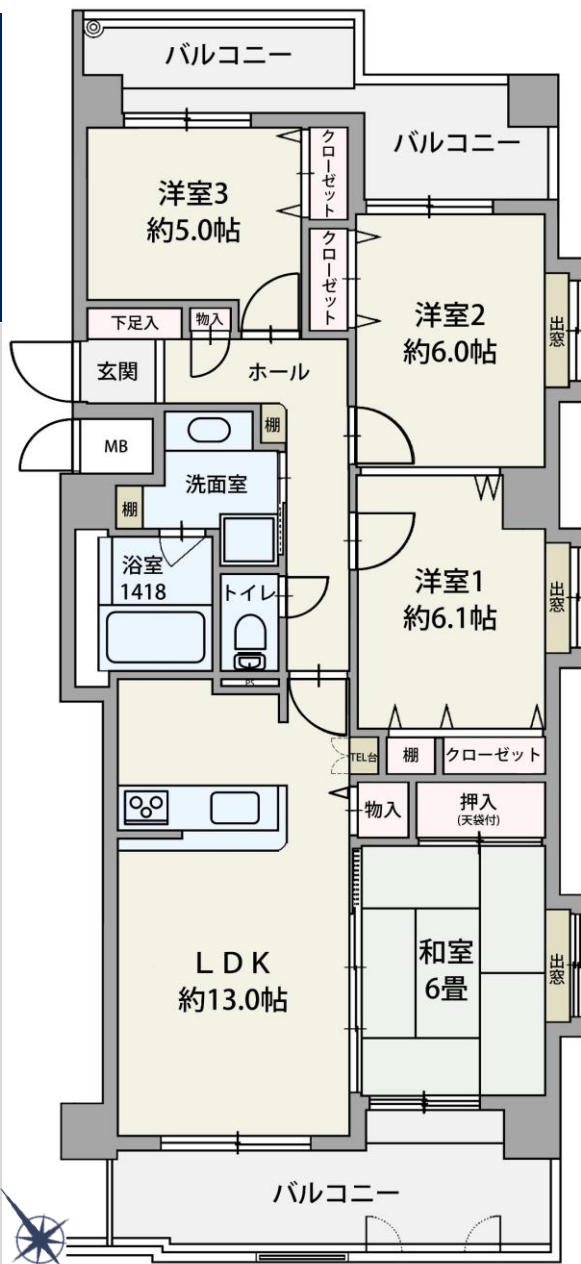 バルコニー
バルコニー
洋室3
約5.0帖
クローゼット
クローゼット
洋室2
約6.0帖
出窓
下足入
物入
玄関
ホール
MB
棚
洗面室
棚
浴室
1418
トイレ
洋室1
約6.1帖
出窓
PS
TEL台
棚
クローゼット
物入
押入
(天袋付)
LDK
約13.0帖
和室
6畳
出窓
バルコニー